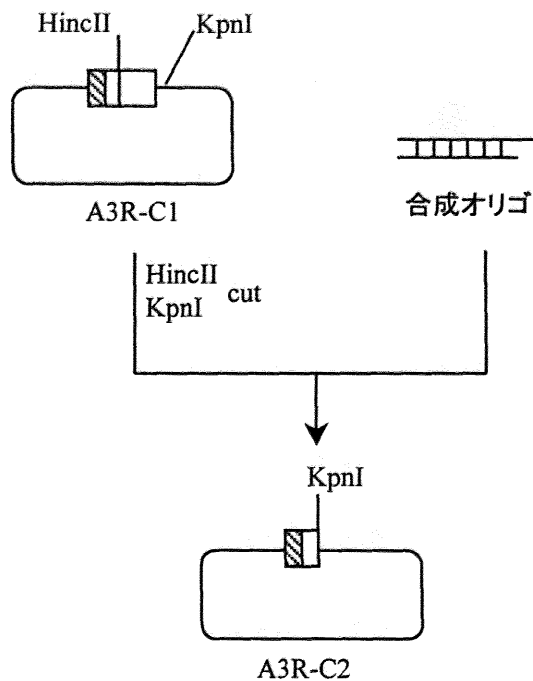 HincII
KpnI
A3R-C1
合成オリゴ
HincII
KpnI
cut
KpnI
A3R-C2